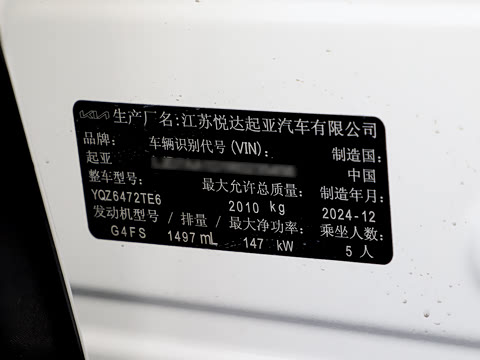 KIA 生产厂名:江苏悦达起亚汽车有限公司
品牌: 车辆识别代号 (VIN): 制造国:
起亚 中国
整车型号: 最大允许总质量: 制造年月:
YQZ6472TE6 2010 kg 2024-12
发动机型号 / 排量 / 最大净功率: 乘坐人数:
G4FS 1497 mL 147 kW 5 人